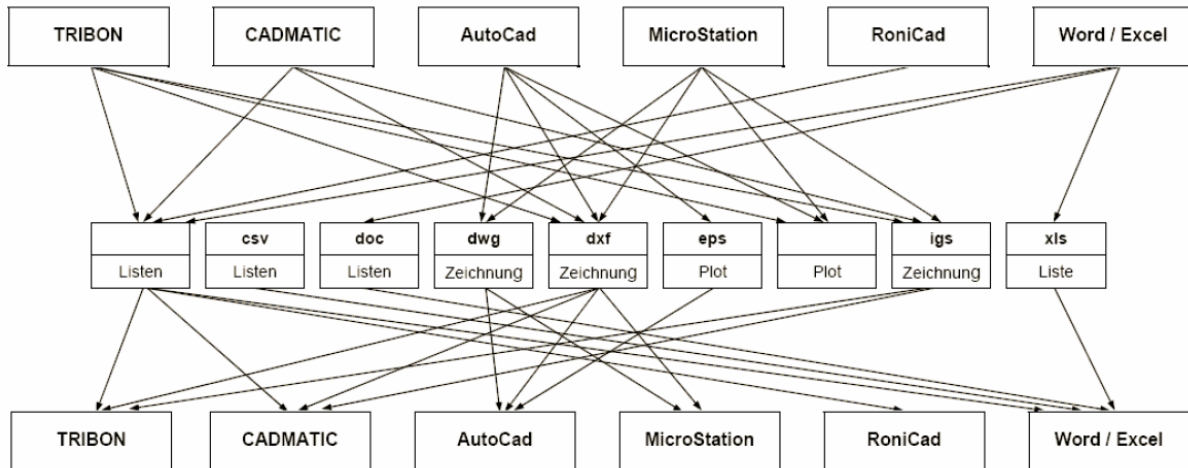 TRIBON CADMATIC AutoCad MicroStation RoniCad Word / Excel
csv doc dwg dxf eps igs xls
Listen Listen Listen Zeichnung Zeichnung Plot Plot Zeichnung Liste
TRIBON CADMATIC AutoCad MicroStation RoniCad Word / Excel